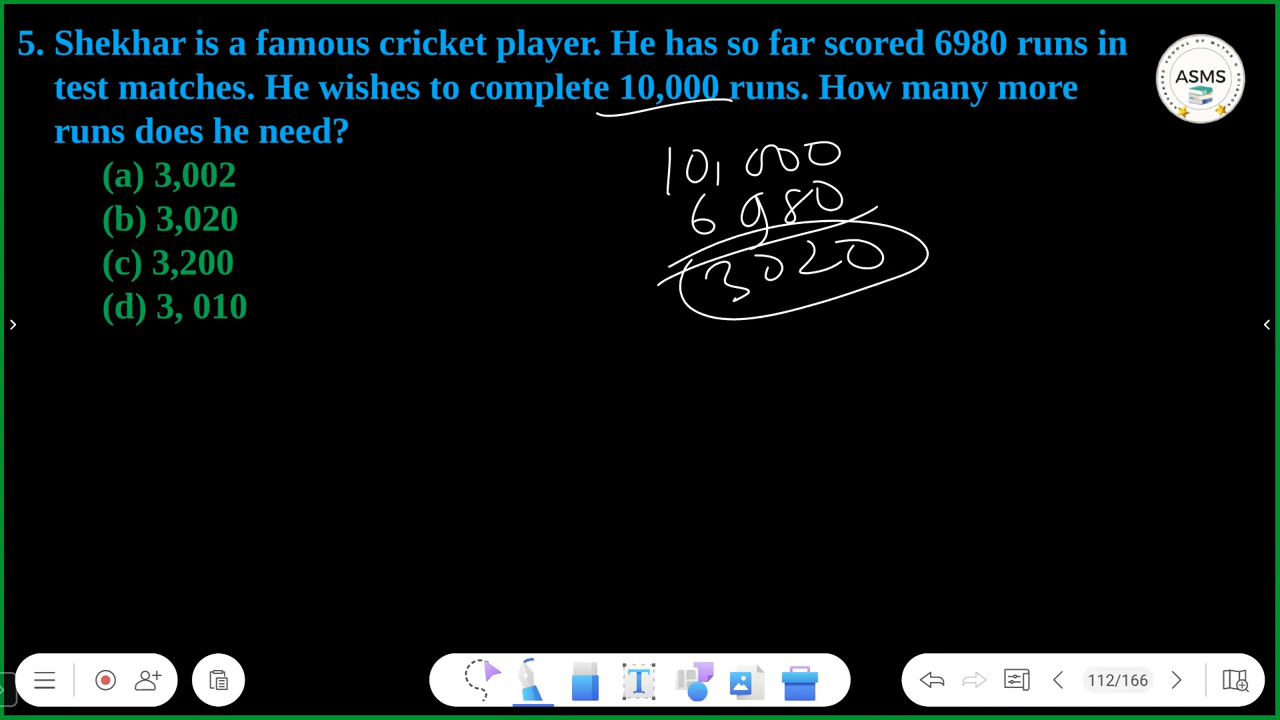 5. Shekhar is a famous cricket player. He has so far scored 6980 runs in
test matches. He wishes to complete 10,000 runs. How many more
runs does he need?
(a) 3,002
(b) 3,020
(c) 3,200
(d) 3, 010
10,000
6980
3020
ASMS
112/166